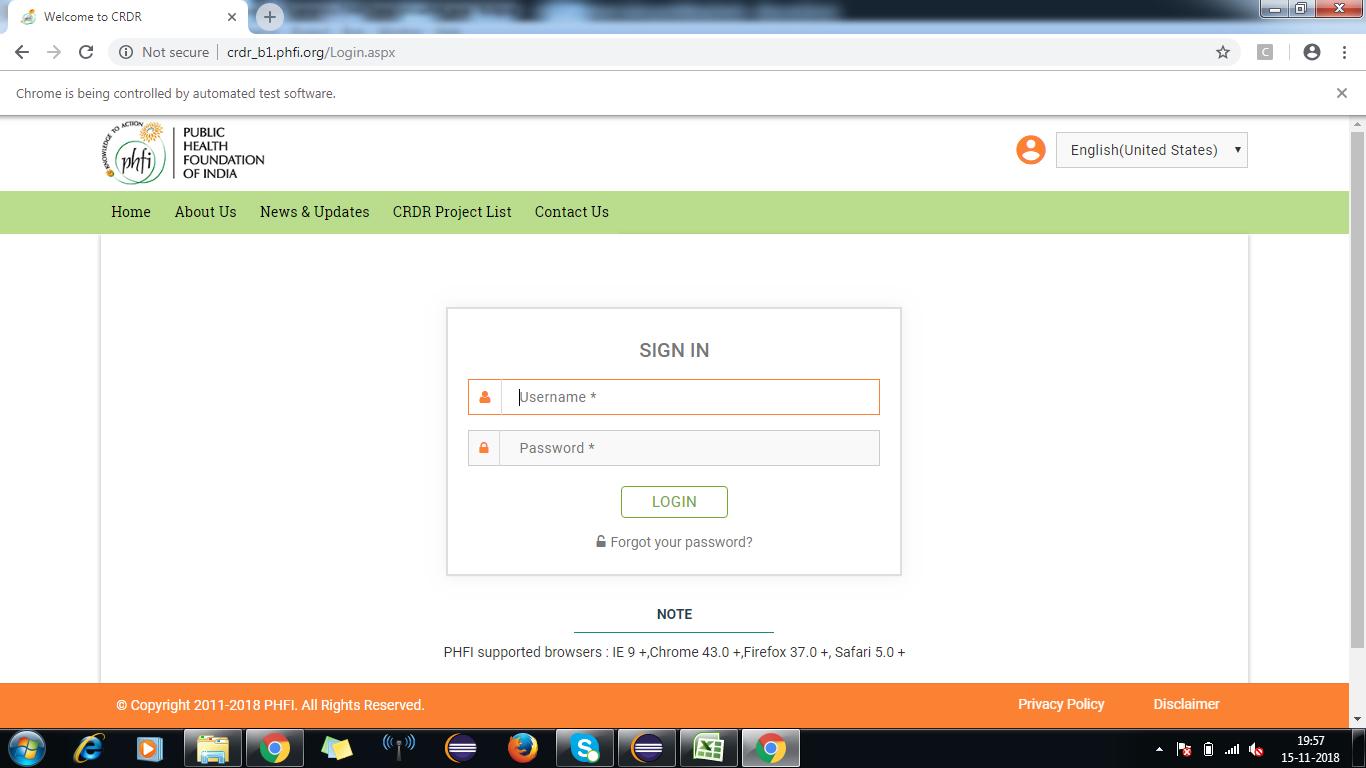 Welcome to CRDR
Not secure
crdr_b1.phfi.org/Login.aspx
Chrome is being controlled by automated test software.
KNOWLEDGE TO ACTION
phfi
PUBLIC
HEALTH
FOUNDATION
OF INDIA
English(United States)
Home About Us News & Updates CRDR Project List Contact Us
SIGN IN
Username *
Password *
LOGIN
Forgot your password?
NOTE
PHFI supported browsers : IE 9 +,Chrome 43.0 +,Firefox 37.0 +, Safari 5.0 +
© Copyright 2011-2018 PHFI. All Rights Reserved. Privacy Policy Disclaimer
19:57
15-11-2018